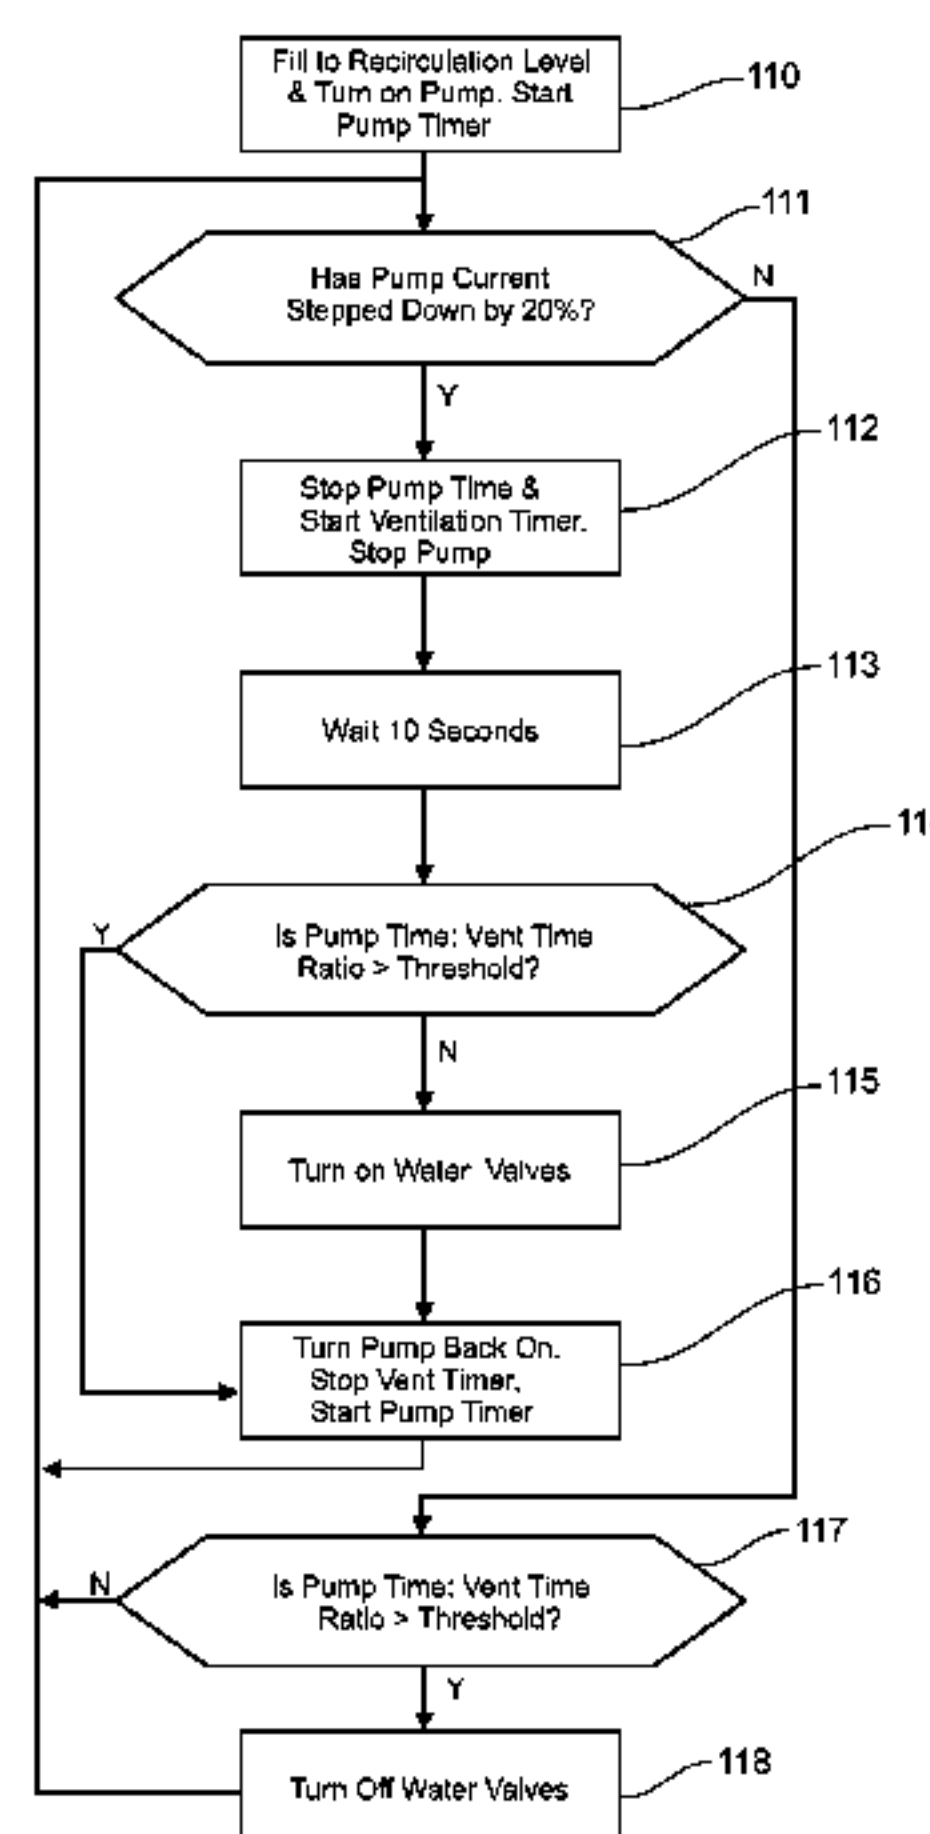 Fill to Recirculation Level
& Turn on Pump. Start
Pump Timer
110
111
Has Pump Current
Stepped Down by 20%?
N
Y
112
Stop Pump Time &
Start Ventilation Timer.
Stop Pump
113
Wait 10 Seconds
11
Y
Is Pump Time: Vent Time
Ratio > Threshold?
N
115
Turn on Water Valves
116
Turn Pump Back On.
Stop Vent Timer,
Start Pump Timer
117
N
Is Pump Time: Vent Time
Ratio > Threshold?
Y
118
Turn Off Water Valves